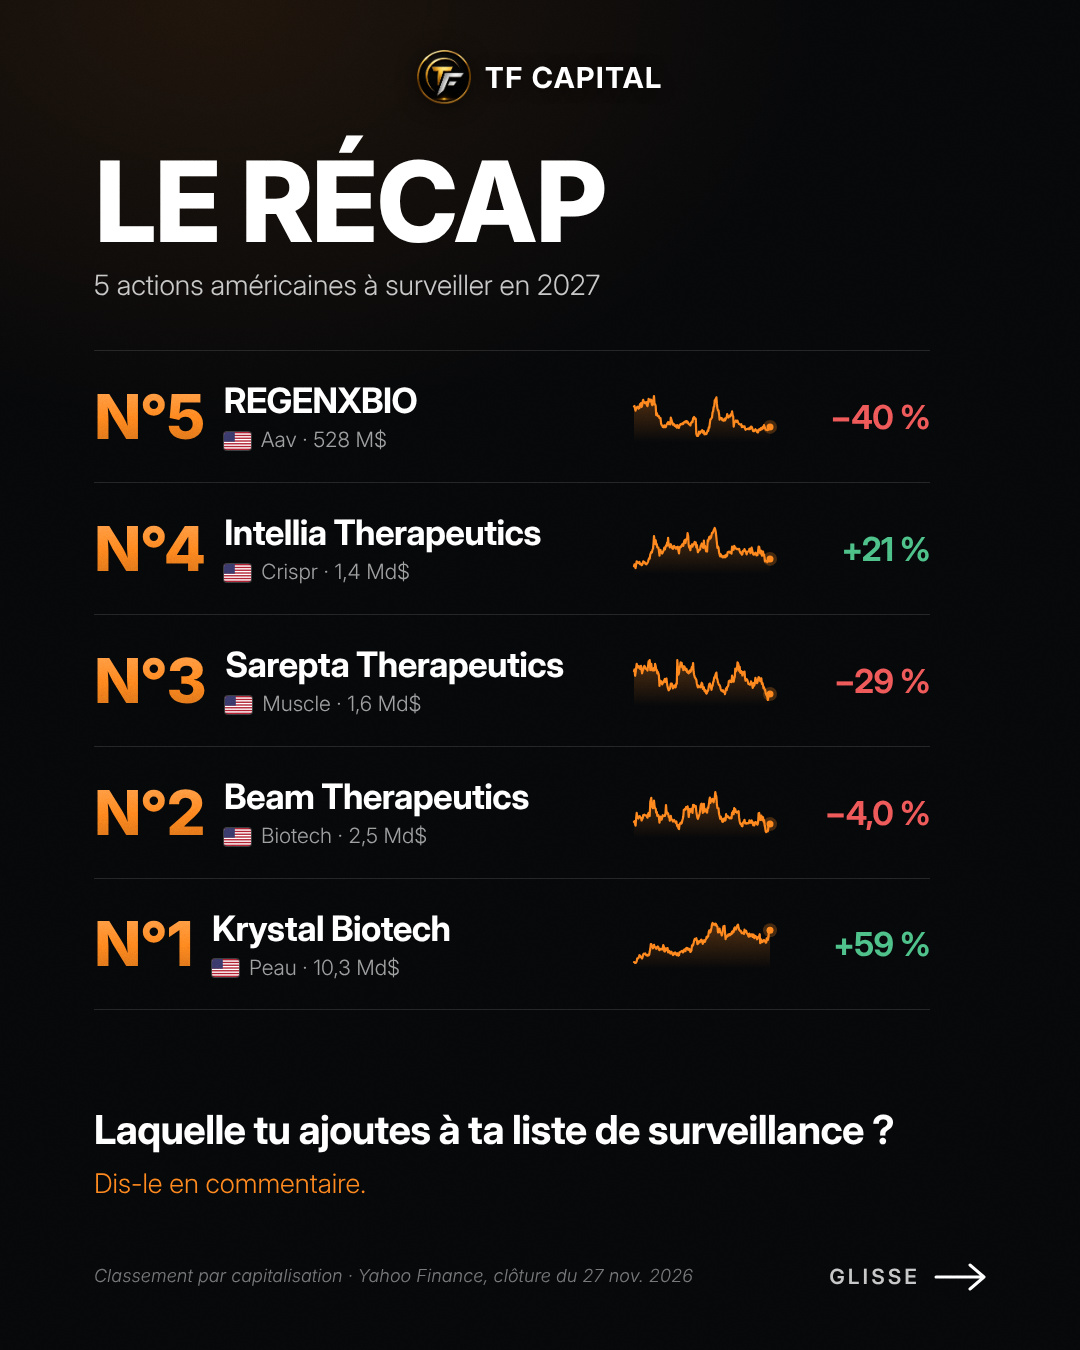 TF TF CAPITAL
LE RÉCAP
5 actions américaines à surveiller en 2027
N°5 REGENXBIO
Aav · 528 M$
−40 %
N°4 Intellia Therapeutics
Crispr · 1,4 Md$
+21 %
N°3 Sarepta Therapeutics
Muscle · 1,6 Md$
−29 %
N°2 Beam Therapeutics
Biotech · 2,5 Md$
−4,0 %
N°1 Krystal Biotech
Peau · 10,3 Md$
+59 %
Laquelle tu ajoutes à ta liste de surveillance ?
Dis-le en commentaire.
Classement par capitalisation · Yahoo Finance, clôture du 27 nov. 2026
GLISSE